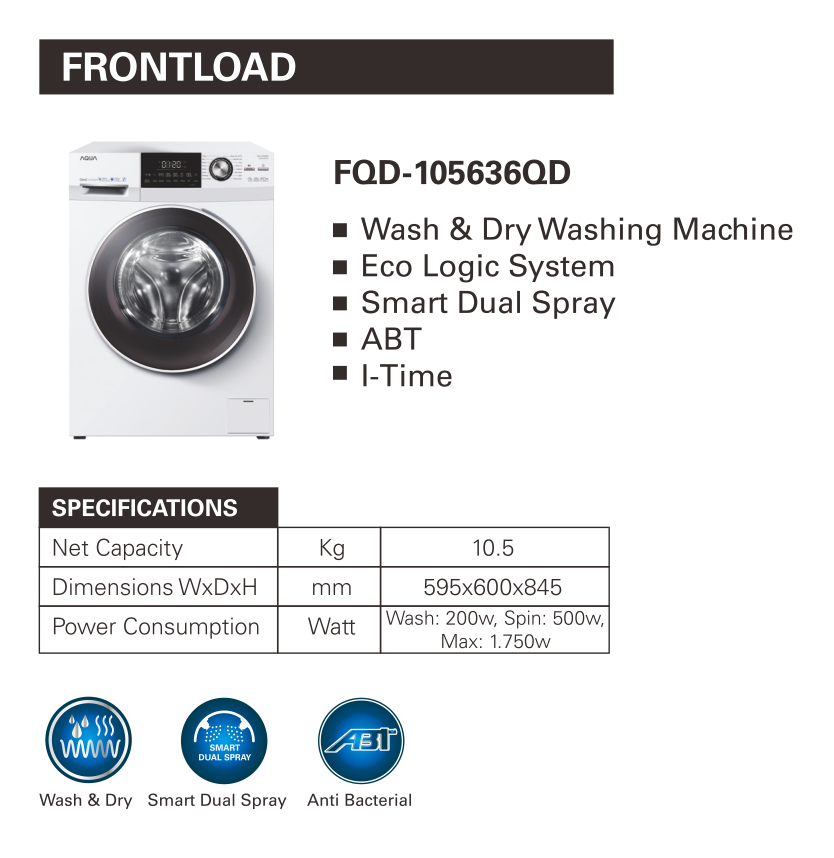 FRONTLOAD
AQUA
FQD-105636QD
Wash & Dry Washing Machine
Eco Logic System
Smart Dual Spray
ABT
I-Time
SPECIFICATIONS
Net Capacity Kg 10.5
Dimensions WxDxH mm 595x600x845
Power Consumption Watt Wash: 200w, Spin: 500w,
Max: 1.750w
SMART
DUAL SPRAY
ABT
Wash & Dry Smart Dual Spray Anti Bacterial